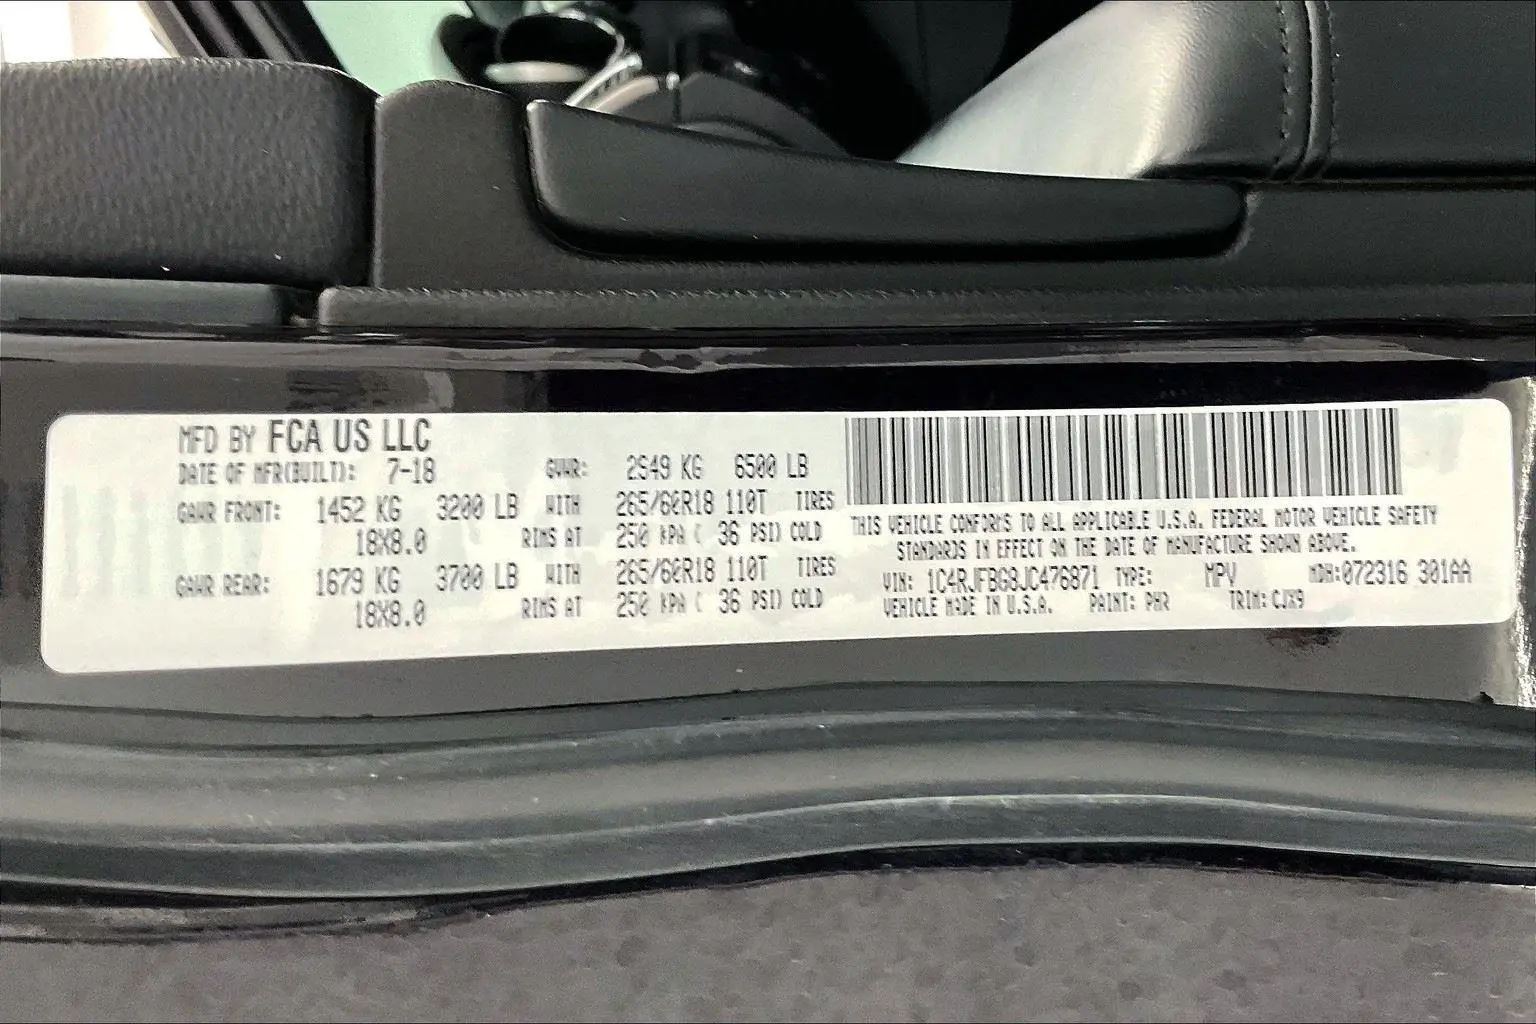 MFD BY FCA US LLC
DATE OF MFR(BUILT): 7-18 GVWR: 2949 KG 6500 LB
GAWR FRONT: 1452 KG 3200 LB WITH 265/60R18 110T TIRES
18X8.0 RIMS AT 250 KPA ( 36 PSI) COLD
GAWR REAR: 1679 KG 3700 LB WITH 265/60R18 110T TIRES
18X8.0 RIMS AT 250 KPA ( 36 PSI) COLD
THIS VEHICLE CONFORMS TO ALL APPLICABLE U.S.A. FEDERAL MOTOR VEHICLE SAFETY
STANDARDS IN EFFECT ON THE DATE OF MANUFACTURE SHOWN ABOVE.
VIN: 1C4RJFBG8JC476871 TYPE: MPV MDH:072316 301AA
VEHICLE MADE IN U.S.A. PAINT: PXR TRIM:CJX9